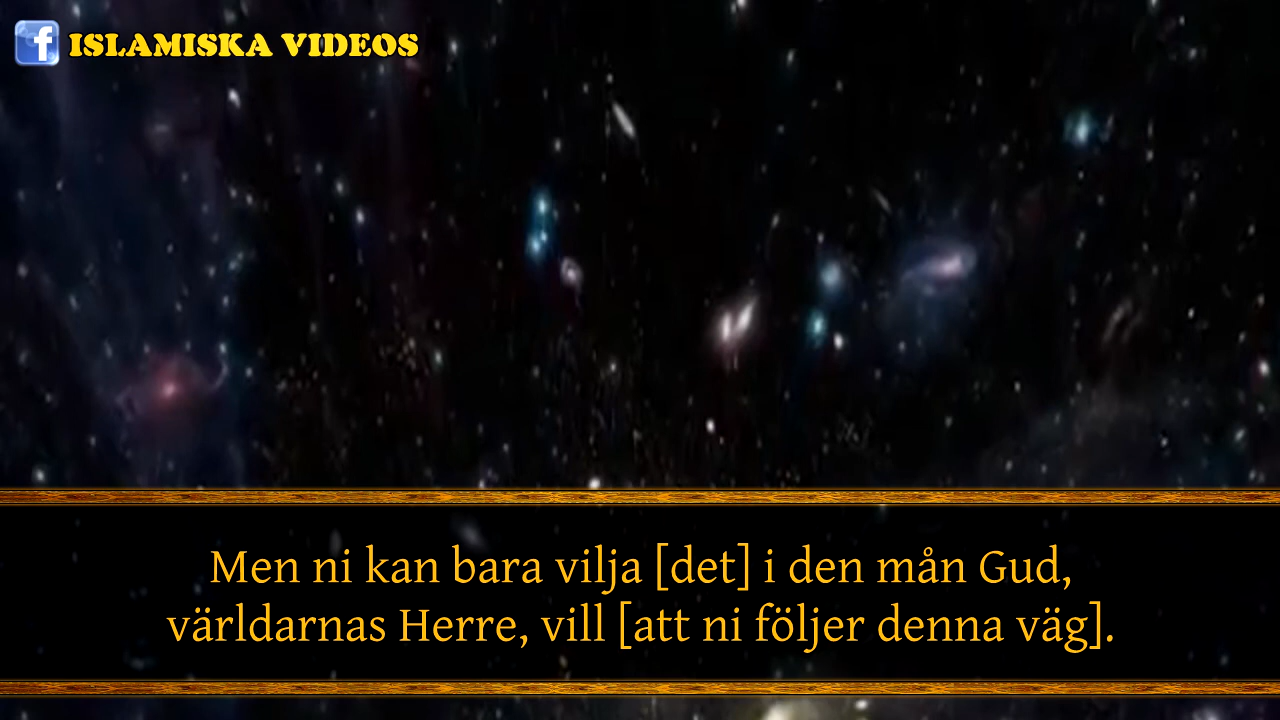 ISLAMISKA VIDEOS
Men ni kan bara vilja [det] i den mån Gud,
världarnas Herre, vill [att ni följer denna väg].